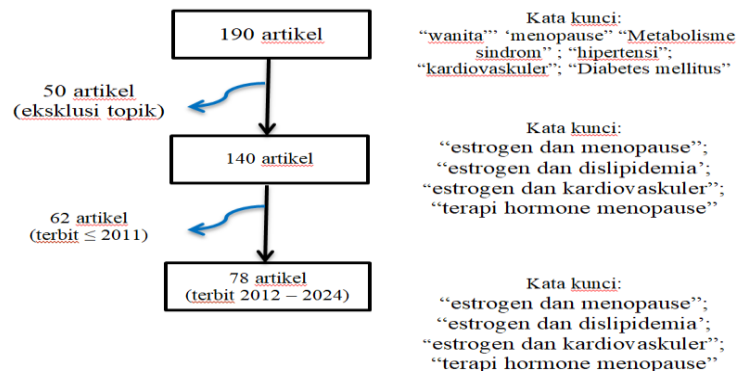 190 artikel
Kata kunci:
“wanita”’ ‘menopause” “Metabolisme
sindrom” ; “hipertensi”;
“kardiovaskuler”; “Diabetes mellitus”
50 artikel
(eksklusi topik)
140 artikel
Kata kunci:
“estrogen dan menopause”;
“estrogen dan dislipidemia’;
“estrogen dan kardiovaskuler”;
“terapi hormone menopause”
62 artikel
(terbit ≤ 2011)
78 artikel
(terbit 2012 – 2024)
Kata kunci:
“estrogen dan menopause”;
“estrogen dan dislipidemia’;
“estrogen dan kardiovaskuler”;
“terapi hormone menopause”